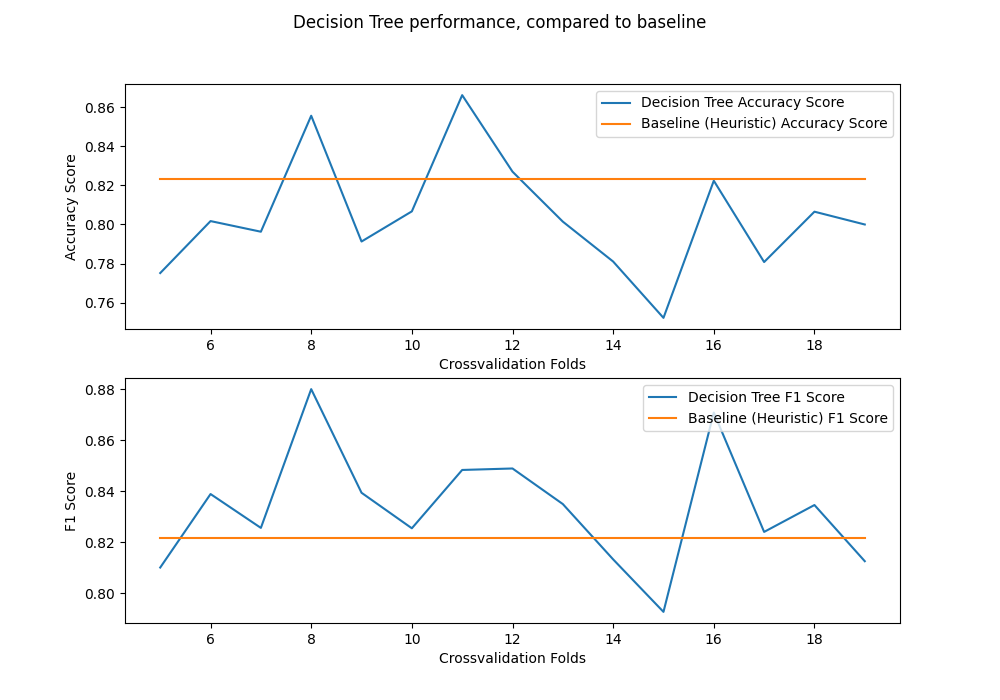 Decision Tree performance, compared to baseline
Decision Tree Accuracy Score
Baseline (Heuristic) Accuracy Score
0.86
0.84
0.82
0.80
0.78
0.76
Accuracy Score
6 8 10 12 14 16 18
Crossvalidation Folds
Decision Tree F1 Score
Baseline (Heuristic) F1 Score
0.88
0.86
0.84
0.82
0.80
F1 Score
6 8 10 12 14 16 18
Crossvalidation Folds